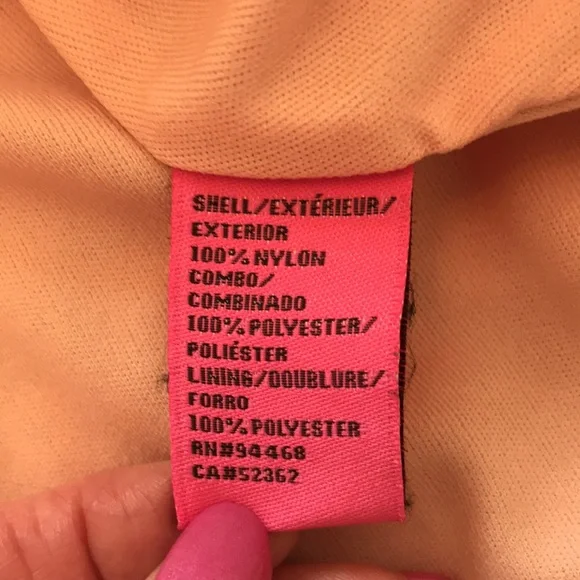 SHELL/EXTÉRIEUR/
EXTERIOR
100% NYLON
COMBO/
COMBINADO
100% POLYESTER/
POLIÉSTER
LINING/DOUBLURE/
FORRO
100% POLYESTER
RN#94468
CA#52362